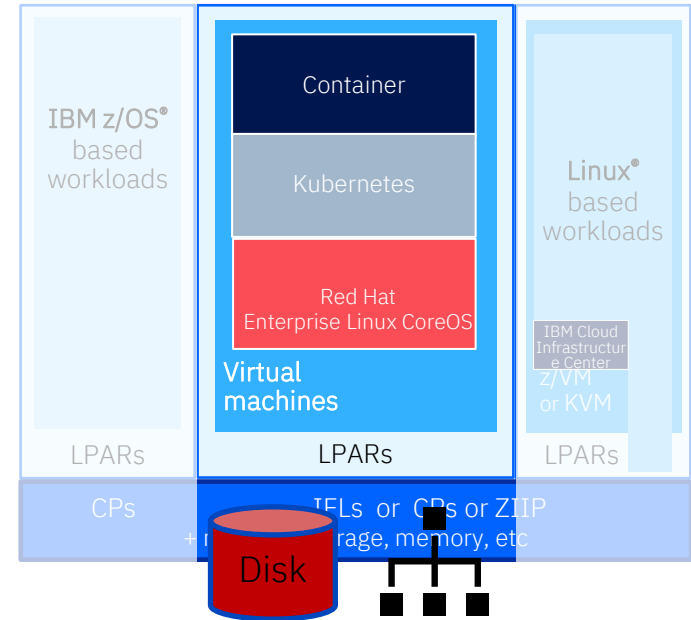 IBM z/OS®
based
workloads
LPARs
Container
Kubernetes
Red Hat
Enterprise Linux CoreOS
Virtual
machines
LPARs
Linux®
based
workloads
IBM Cloud
Infrastructur
e Center
z/VM
or KVM
LPARs
CPs
IFLs or CPs or ZIIP
+ rage, memory, etc
Disk